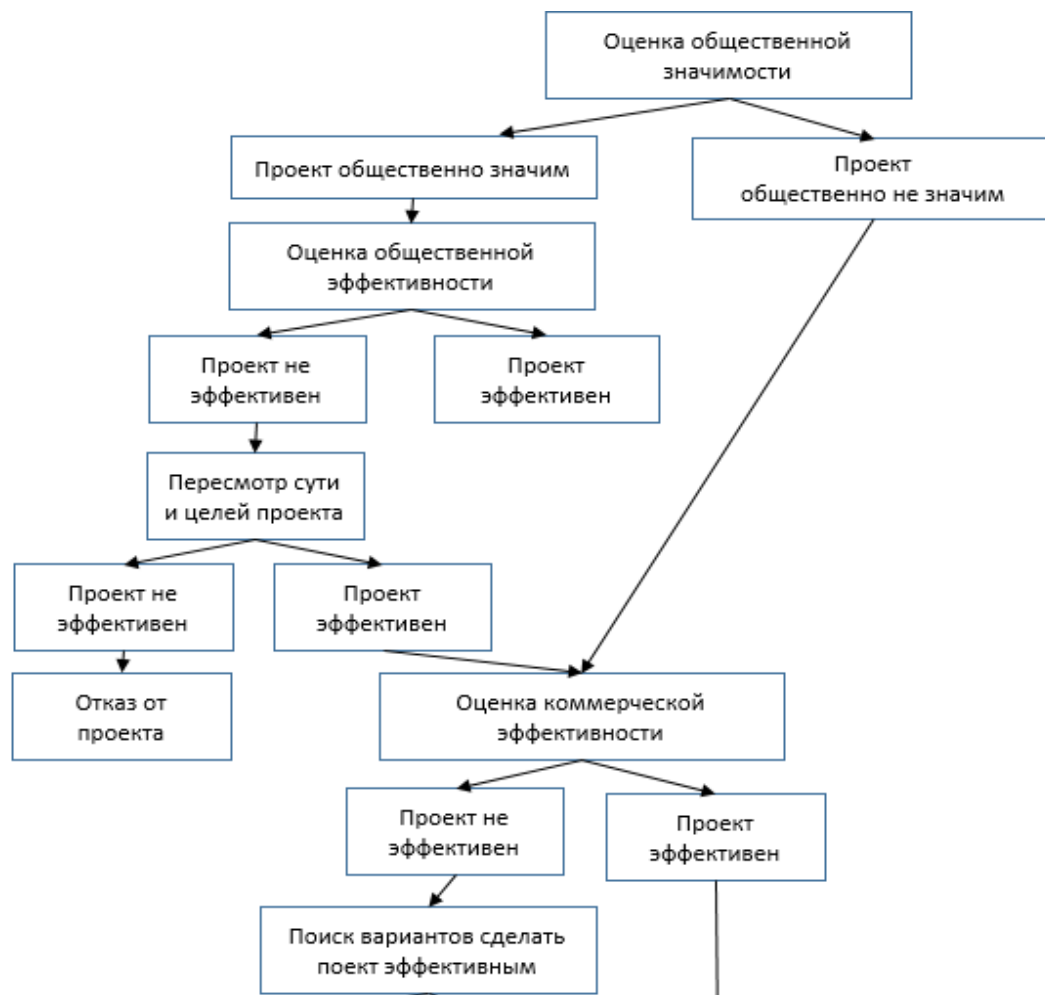 Оценка общественной
значимости
Проект общественно значим
Проект
общественно не значим
Оценка общественной
эффективности
Проект не
эффективен
Проект
эффективен
Пересмотр сути
и целей проекта
Проект не
эффективен
Проект
эффективен
Отказ от
проекта
Оценка коммерческой
эффективности
Проект не
эффективен
Проект
эффективен
Поиск вариантов сделать
поект эффективным